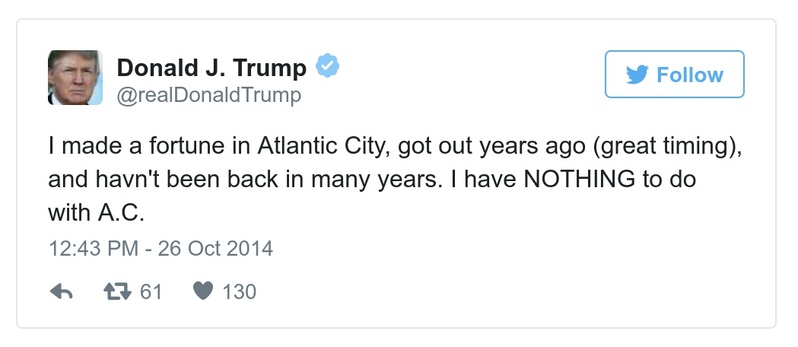 Donald J. Trump
@realDonaldTrump
Follow
I made a fortune in Atlantic City, got out years ago (great timing),
and havn't been back in many years. I have NOTHING to do
with A.C.
12:43 PM - 26 Oct 2014
61 130